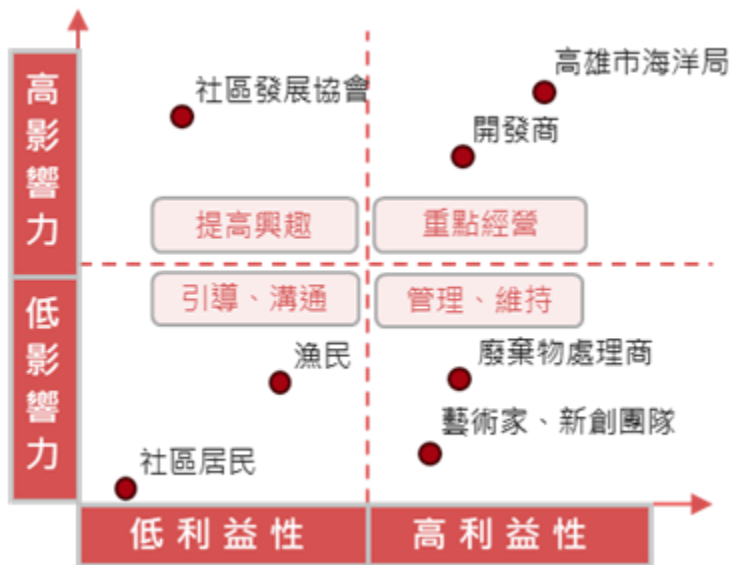 高影響力
社區發展協會
高雄市海洋局
開發商
提高興趣
重點經營
低影響力
引導、溝通
管理、維持
漁民
廢棄物處理商
藝術家、新創團隊
社區居民
低利益性
高利益性